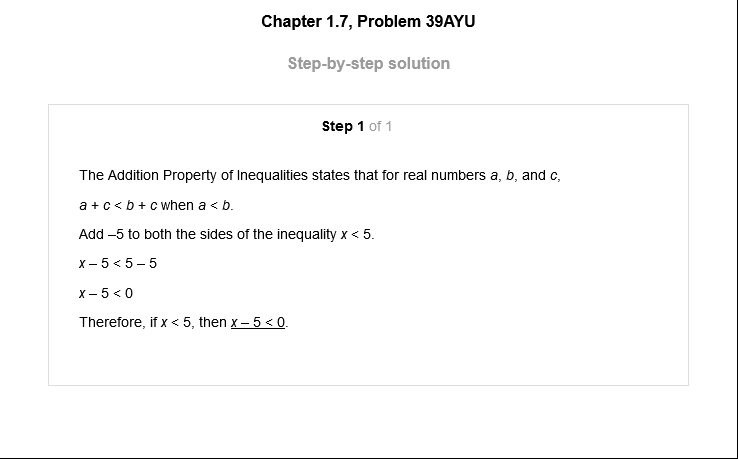 Chapter 1.7, Problem 39AYU
Step-by-step solution
Step 1 of 1
The Addition Property of Inequalities states that for real numbers a, b, and c,
a + c < b + c when a < b.
Add –5 to both the sides of the inequality x < 5.
x – 5 < 5 – 5
x – 5 < 0
Therefore, if x < 5, then x – 5 < 0.